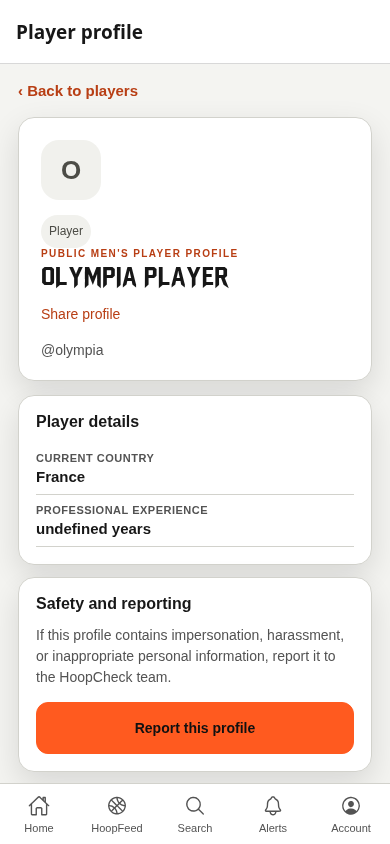 Player profile
‹ Back to players
O
Player
PUBLIC MEN'S PLAYER PROFILE
OLYMPIA PLAYER
Share profile
@olympia
Player details
CURRENT COUNTRY
France
PROFESSIONAL EXPERIENCE
undefined years
Safety and reporting
If this profile contains impersonation, harassment,
or inappropriate personal information, report it to
the HoopCheck team.
Report this profile
Home HoopFeed Search Alerts Account